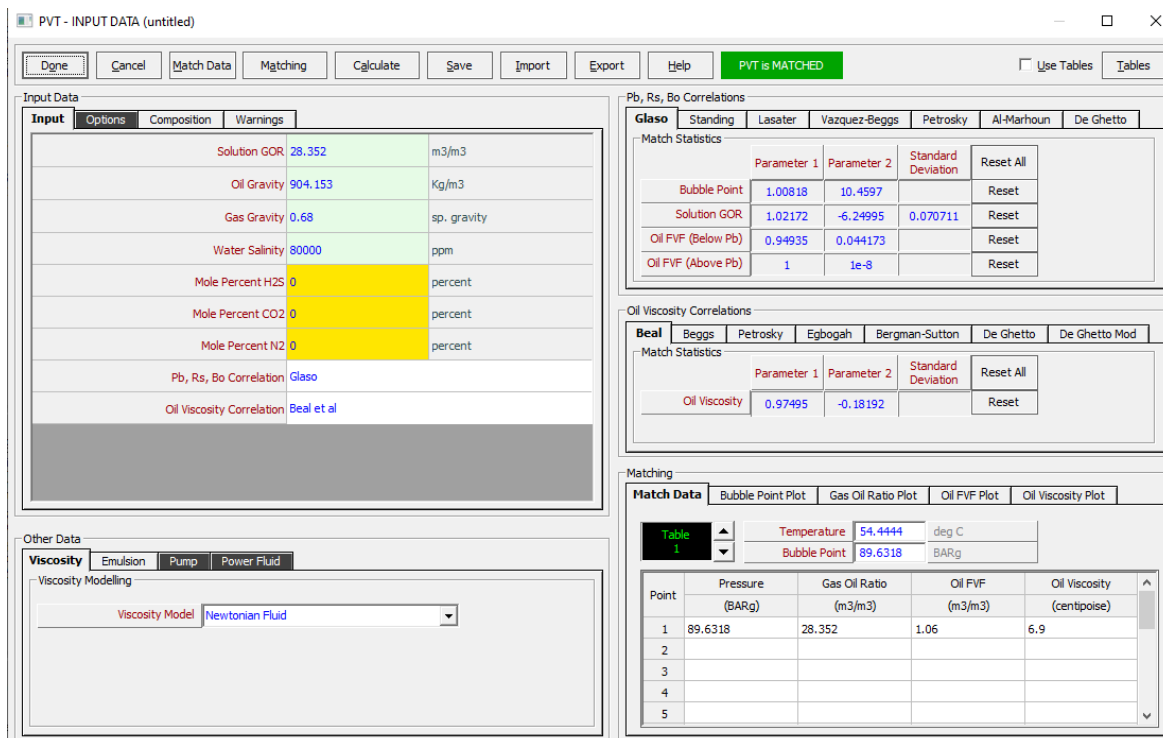 PVT - INPUT DATA (untitled)
Done Cancel Match Data Matching Calculate Save Import Export Help PVT is MATCHED Use Tables Tables
Input Data
Input Options Composition Warnings
Solution GOR 28.352 m3/m3
Oil Gravity 904.153 Kg/m3
Gas Gravity 0.68 sp. gravity
Water Salinity 80000 ppm
Mole Percent H2S 0 percent
Mole Percent CO2 0 percent
Mole Percent N2 0 percent
Pb, Rs, Bo Correlation Glaso
Oil Viscosity Correlation Beal et al
Other Data
Viscosity Emulsion Pump Power Fluid
Viscosity Modelling
Viscosity Model Newtonian Fluid
Pb, Rs, Bo Correlations
Glaso Standing Lasater Vazquez-Beggs Petrosky Al-Marhoun De Ghetto
Match Statistics
Parameter 1 Parameter 2 Standard Deviation Reset All
Bubble Point 1.00818 10.4597 Reset
Solution GOR 1.02172 -6.24995 0.070711 Reset
Oil FVF (Below Pb) 0.94935 0.044173 Reset
Oil FVF (Above Pb) 1 1e-8 Reset
Oil Viscosity Correlations
Beal Beggs Petrosky Egbogah Bergman-Sutton De Ghetto De Ghetto Mod
Match Statistics
Parameter 1 Parameter 2 Standard Deviation Reset All
Oil Viscosity 0.97495 -0.18192 Reset
Matching
Match Data Bubble Point Plot Gas Oil Ratio Plot Oil FVF Plot Oil Viscosity Plot
Table 1
Temperature 54.4444 deg C
Bubble Point 89.6318 BARg
Point Pressure Gas Oil Ratio Oil FVF Oil Viscosity
(BARg) (m3/m3) (m3/m3) (centipoise)
1 89.6318 28.352 1.06 6.9
2
3
4
5